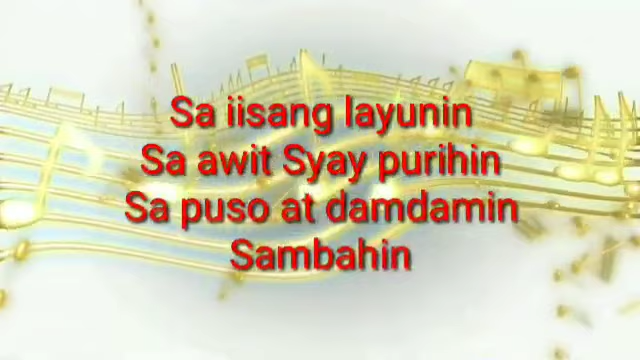 Sa iisang layunin
Sa awit Syay purihin
Sa puso at damdamin
Sambahin